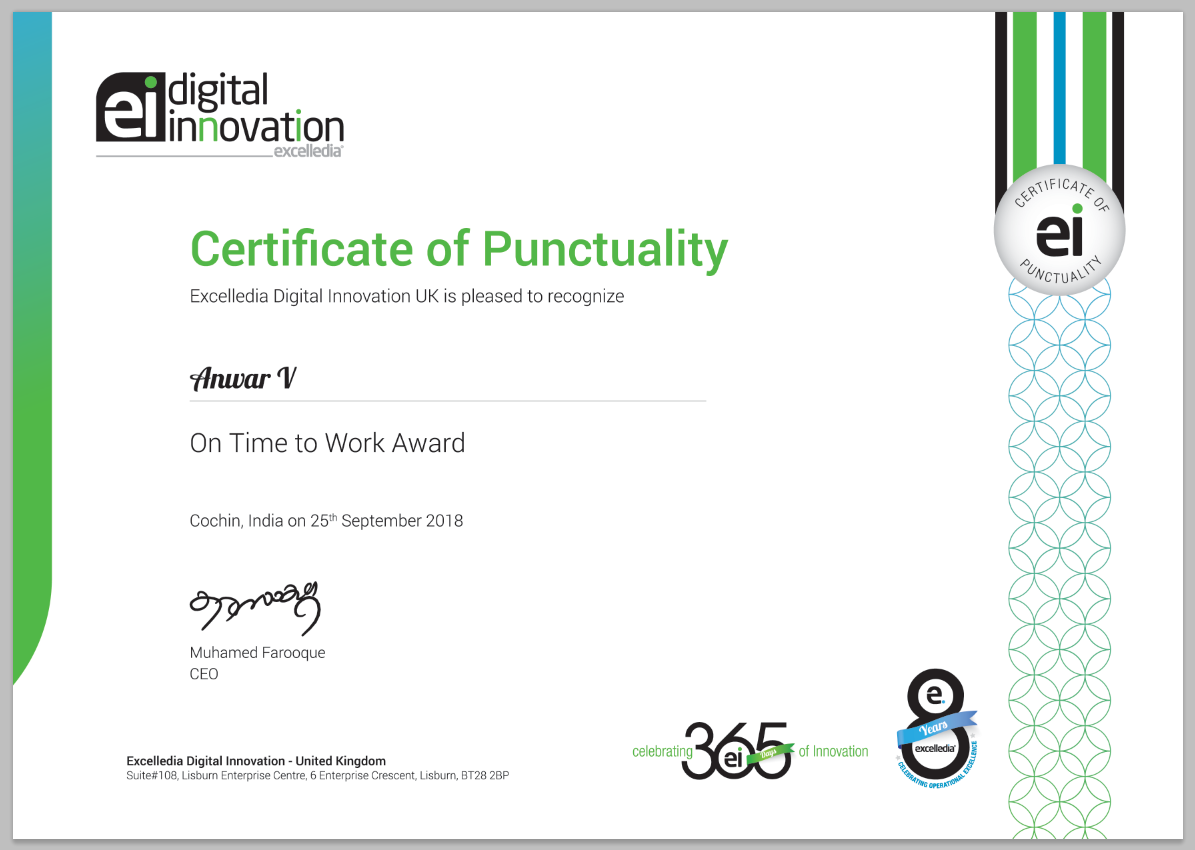 ei digital
innovation
excelledia
CERTIFICATE OF
ei
PUNCTUALITY
Certificate of Punctuality
Excelledia Digital Innovation UK is pleased to recognize
Anwar V
On Time to Work Award
Cochin, India on 25th September 2018
Muhamed Farooque
CEO
Excelledia Digital Innovation - United Kingdom
Suite#108, Lisburn Enterprise Centre, 6 Enterprise Crescent, Lisburn, BT28 2BP
celebrating 365 ei Days of Innovation
e.
8
Years
excelledia
CELEBRATING OPERATIONAL EXCELLENCE